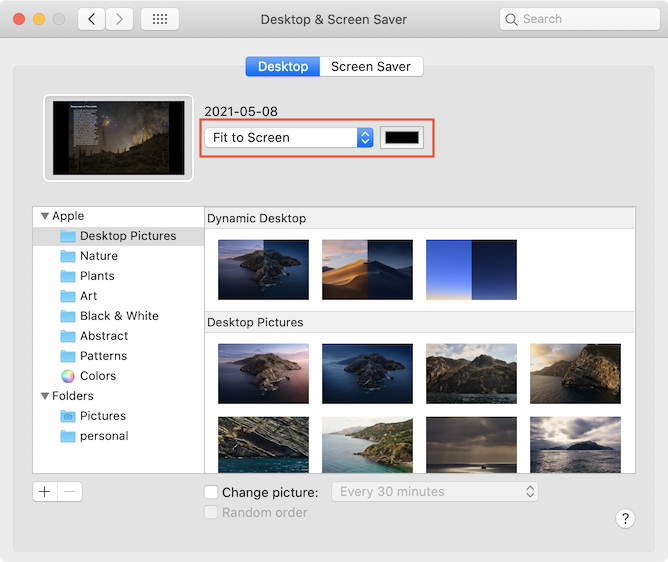 Desktop & Screen Saver
Search
Desktop
Screen Saver
2021-05-08
Fit to Screen
Apple
Desktop Pictures
Nature
Plants
Art
Black & White
Abstract
Patterns
Colors
Folders
Pictures
personal
Dynamic Desktop
Desktop Pictures
+
−
Change picture:
Every 30 minutes
Random order
?